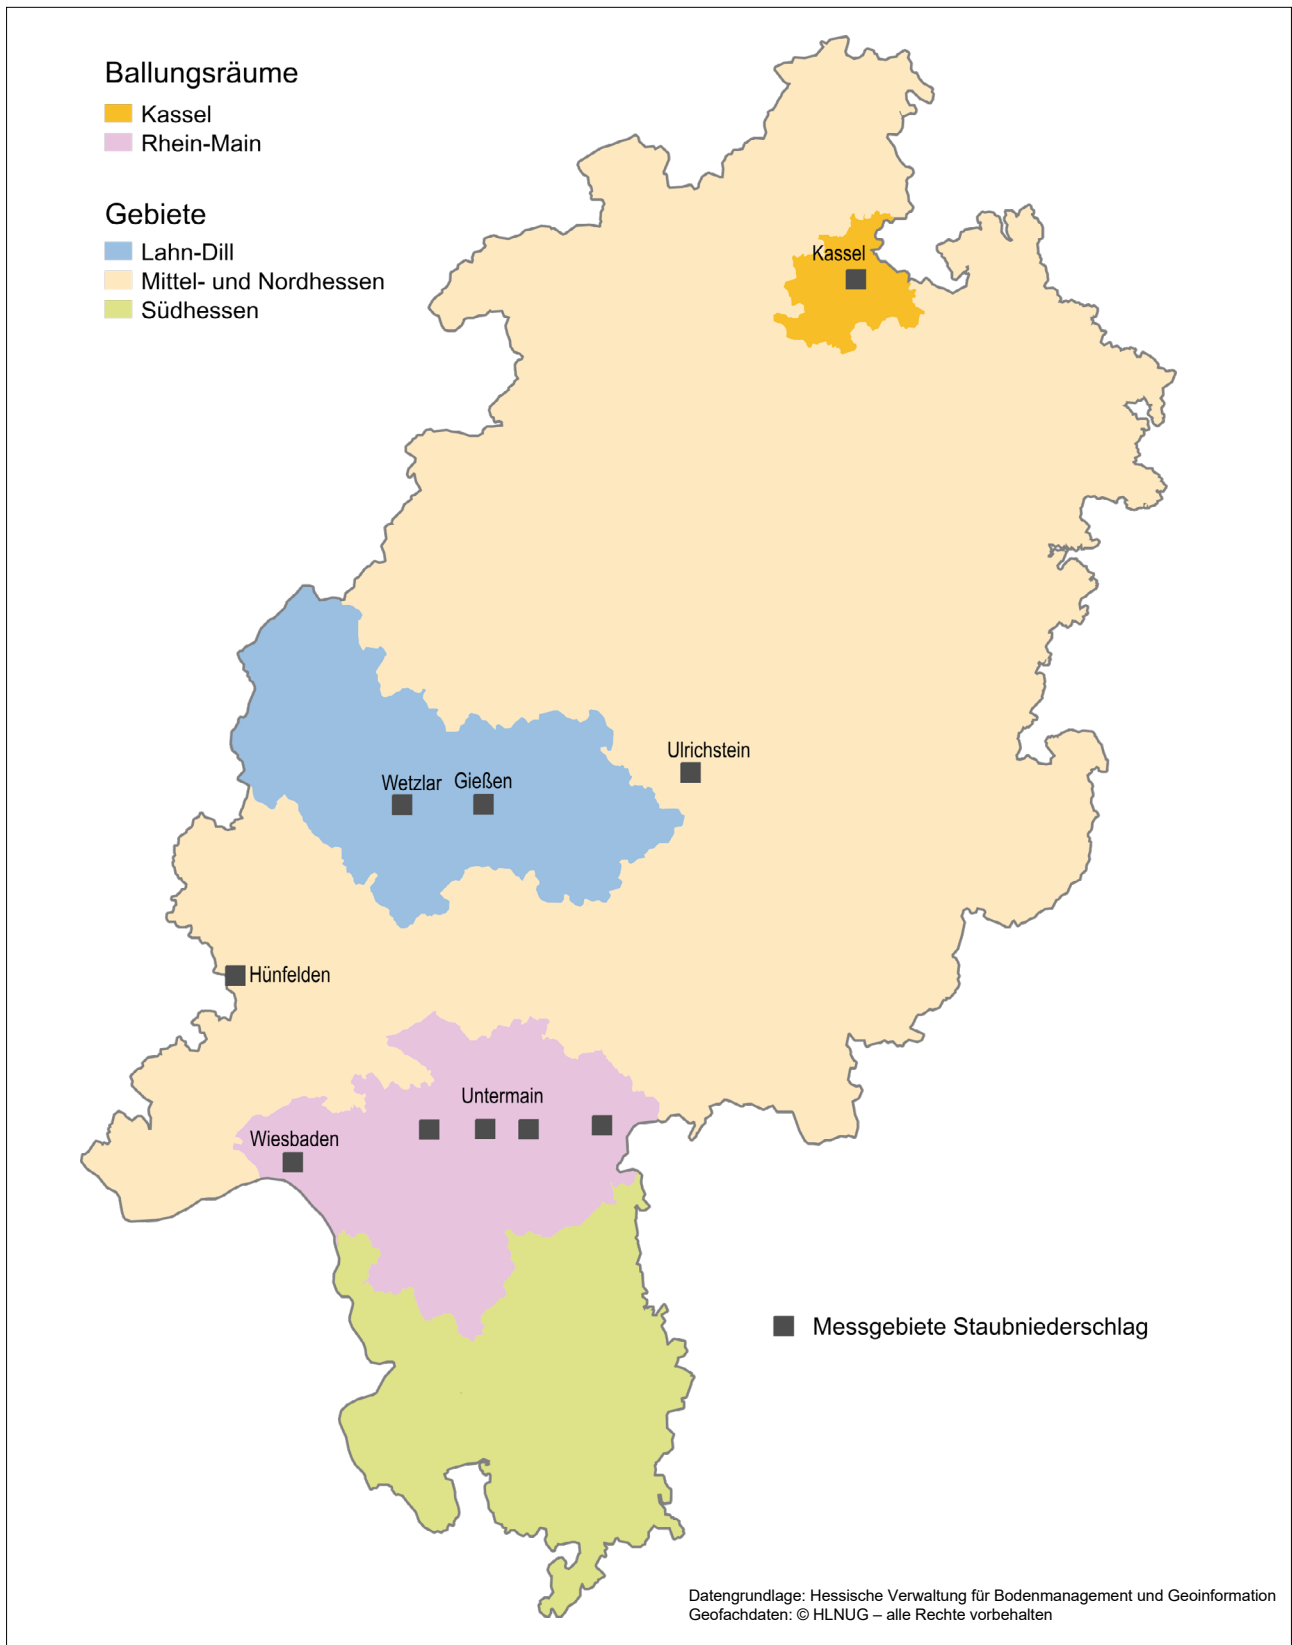 Ballungsräume
Kassel
Rhein-Main
Gebiete
Lahn-Dill
Mittel- und Nordhessen
Südhessen
Kassel
Ulrichstein
Wetzlar
Gießen
Hünfelden
Untermain
Wiesbaden
Messgebiete Staubniederschlag
Datengrundlage: Hessische Verwaltung für Bodenmanagement und Geoinformation
Geofachdaten: © HLNUG – alle Rechte vorbehalten